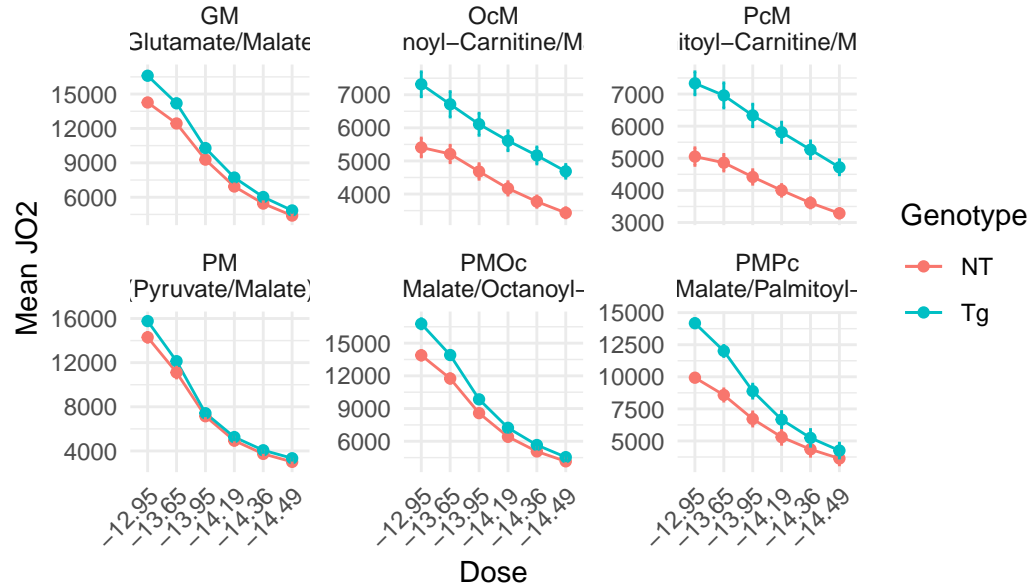 GM
Glutamate/Malate
OcM
noyl−Carnitine/M
PcM
itoyl−Carnitine/M
15000
12000
9000
6000
7000
6000
5000
4000
7000
6000
5000
4000
3000
PM
(Pyruvate/Malate)
PMOc
Malate/Octanoyl−
PMPc
Malate/Palmitoyl−
16000
12000
8000
4000
15000
12000
9000
6000
15000
12500
10000
7500
5000
−12.95
−13.65
−13.95
−14.19
−14.36
−14.49
−12.95
−13.65
−13.95
−14.19
−14.36
−14.49
−12.95
−13.65
−13.95
−14.19
−14.36
−14.49
Dose
Mean JO2
Genotype
NT
Tg